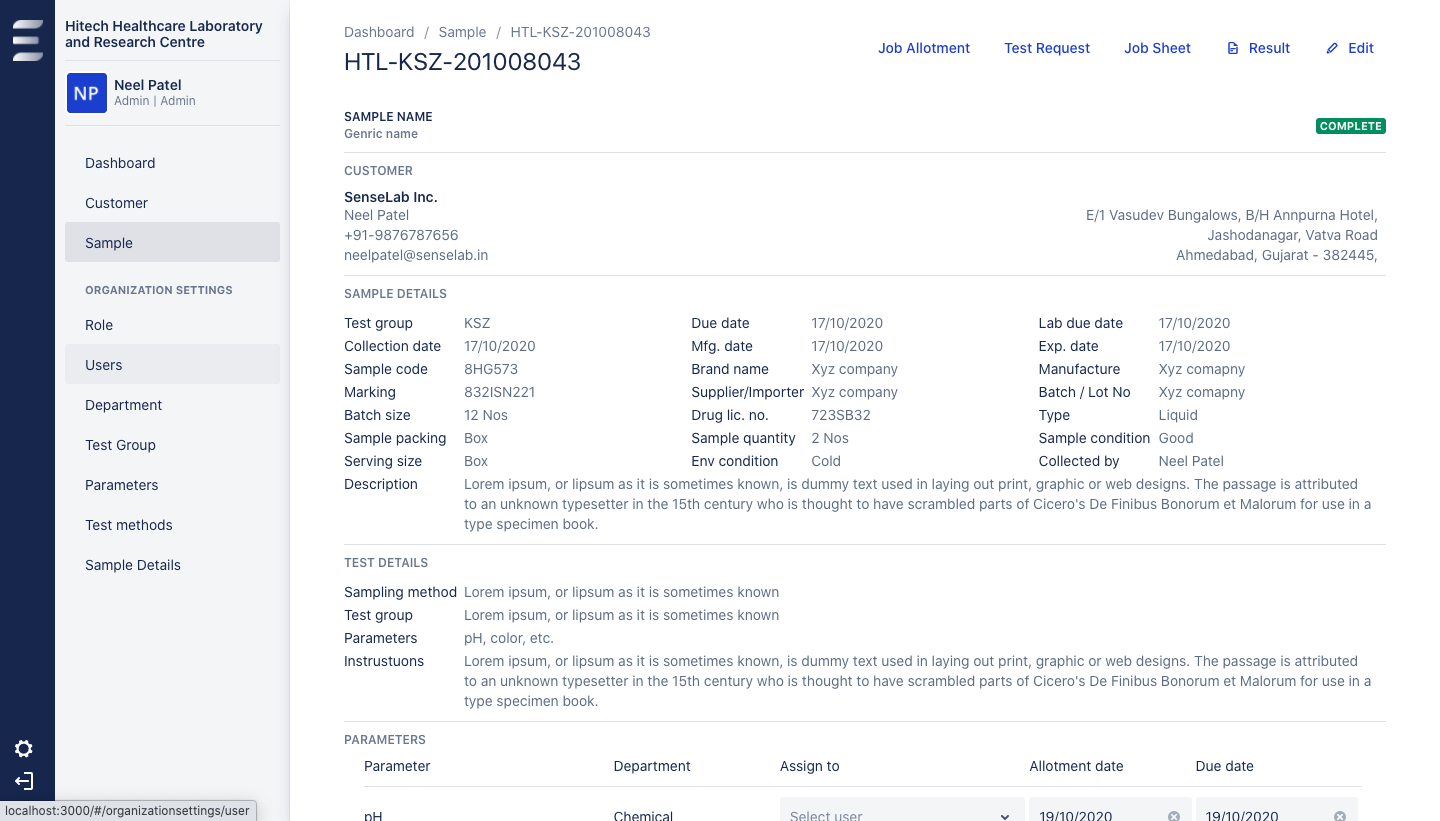 Hitech Healthcare Laboratory
and Research Centre
NP
Neel Patel
Admin | Admin
Dashboard
Customer
Sample
ORGANIZATION SETTINGS
Role
Users
Department
Test Group
Parameters
Test methods
Sample Details
localhost:3000/#/organizationsettings/user
Dashboard / Sample / HTL-KSZ-201008043
HTL-KSZ-201008043
Job Allotment Test Request Job Sheet Result Edit
SAMPLE NAME
Genric name
COMPLETE
CUSTOMER
SenseLab Inc.
Neel Patel E/1 Vasudev Bungalows, B/H Annpurna Hotel,
+91-9876787656 Jashodanagar, Vatva Road
neelpatel@senselab.in Ahmedabad, Gujarat - 382445,
SAMPLE DETAILS
Test group KSZ Due date 17/10/2020 Lab due date 17/10/2020
Collection date 17/10/2020 Mfg. date 17/10/2020 Exp. date 17/10/2020
Sample code 8HG573 Brand name Xyz company Manufacture Xyz comapny
Marking 832ISN221 Supplier/Importer Xyz company Batch / Lot No Xyz comapny
Batch size 12 Nos Drug lic. no. 723SB32 Type Liquid
Sample packing Box Sample quantity 2 Nos Sample condition Good
Serving size Box Env condition Cold Collected by Neel Patel
Description Lorem ipsum, or lipsum as it is sometimes known, is dummy text used in laying out print, graphic or web designs. The passage is attributed
to an unknown typesetter in the 15th century who is thought to have scrambled parts of Cicero's De Finibus Bonorum et Malorum for use in a
type specimen book.
TEST DETAILS
Sampling method Lorem ipsum, or lipsum as it is sometimes known
Test group Lorem ipsum, or lipsum as it is sometimes known
Parameters pH, color, etc.
Instrustuons Lorem ipsum, or lipsum as it is sometimes known, is dummy text used in laying out print, graphic or web designs. The passage is attributed
to an unknown typesetter in the 15th century who is thought to have scrambled parts of Cicero's De Finibus Bonorum et Malorum for use in a
type specimen book.
PARAMETERS
Parameter Department Assign to Allotment date Due date
pH Chemical Select user 19/10/2020 19/10/2020